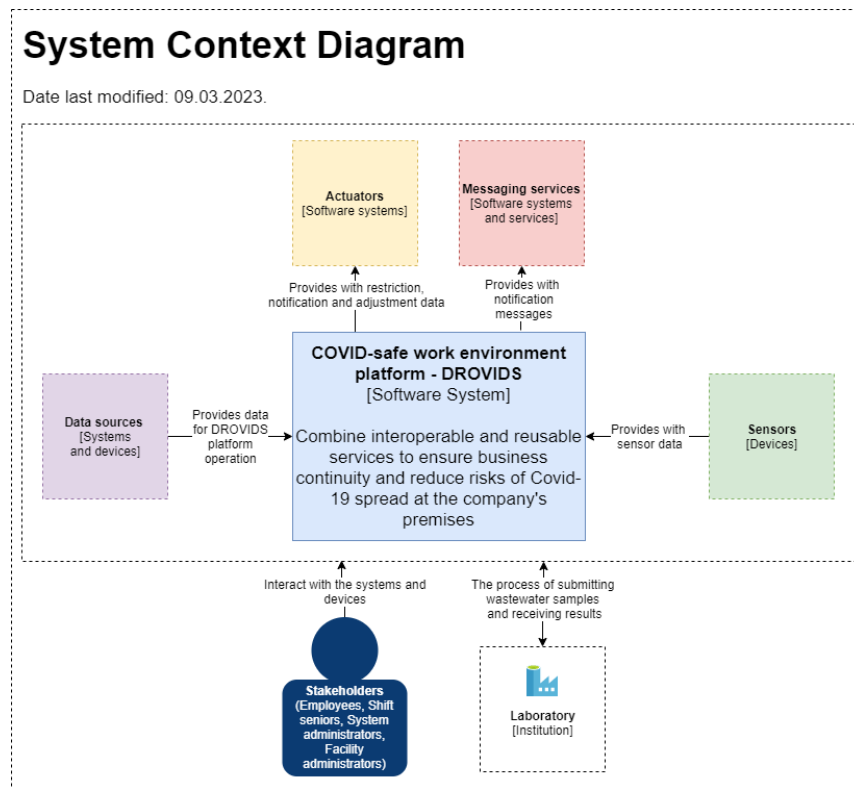 System Context Diagram
Date last modified: 09.03.2023.
Actuators
[Software systems]
Messaging services
[Software systems
and services]
Provides with restriction,
notification and adjustment data
Provides with
notification
messages
COVID-safe work environment
platform - DROVIDS
[Software System]
Combine interoperable and reusable
services to ensure business
continuity and reduce risks of Covid-
19 spread at the company's
premises
Data sources
[Systems
and devices]
Provides data
for DROVIDS
platform
operation
Provides with
sensor data
Sensors
[Devices]
Interact with the systems and
devices
The process of submitting
wastewater samples
and receiving results
Stakeholders
(Employees, Shift
seniors, System
administrators,
Facility
administrators)
Laboratory
[Institution]